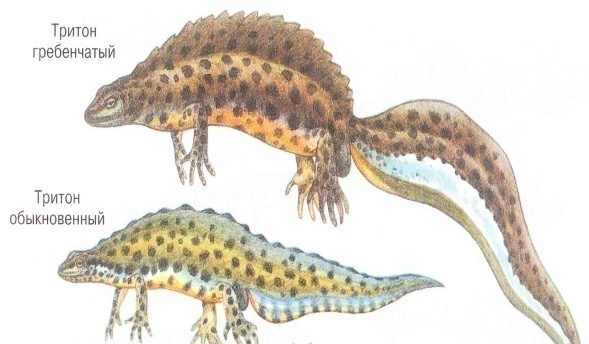 Тритон
гребенчатый
Тритон
обыкновенный